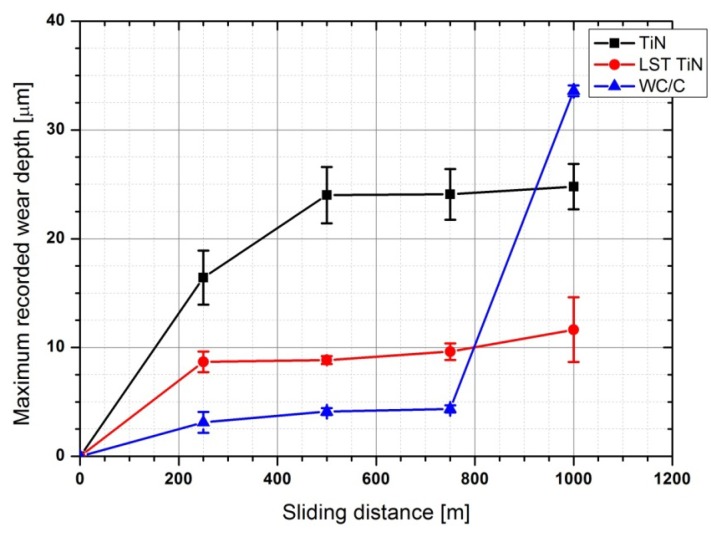 40
30
20
10
0
0
200
400
600
800
1000
1200
Maximum recorded wear depth [μm]
Sliding distance [m]
TiN
LST TiN
WC/C